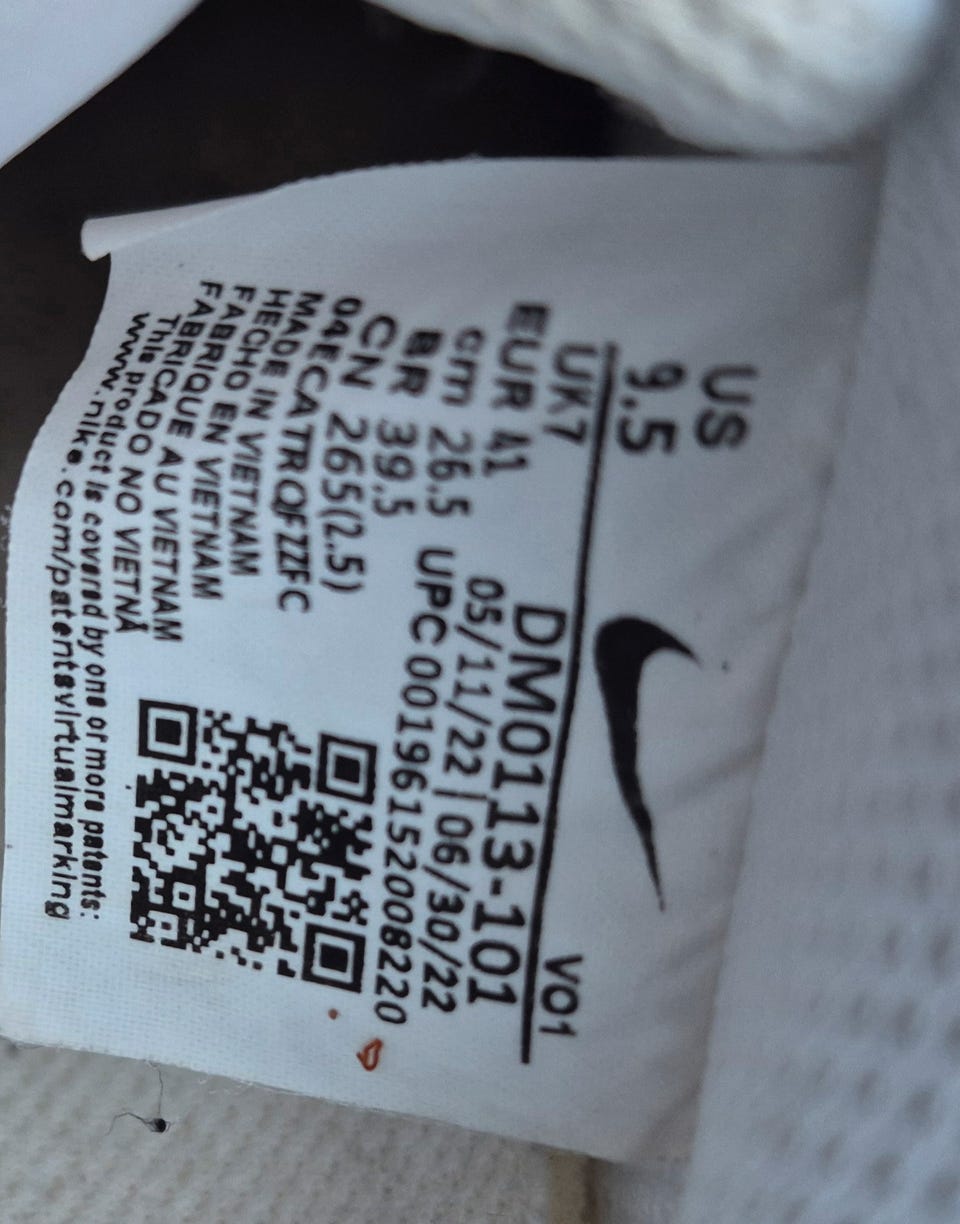 US
9.5
VO1
UK7
EUR 41
cm 26.5
BR 39.5
CN 265(2.5)
DM0113-101
05/11/22|06/30/22
UPC 00196152008220
04ECATRQFZZFC
MADE IN VIETNAM
HECHO EN VIETNAM
FABRIQUE AU VIETNAM
FABRICADO NO VIETNÃ
This product is covered by one or more patents:
www.nike.com/patentsvirtualmarking